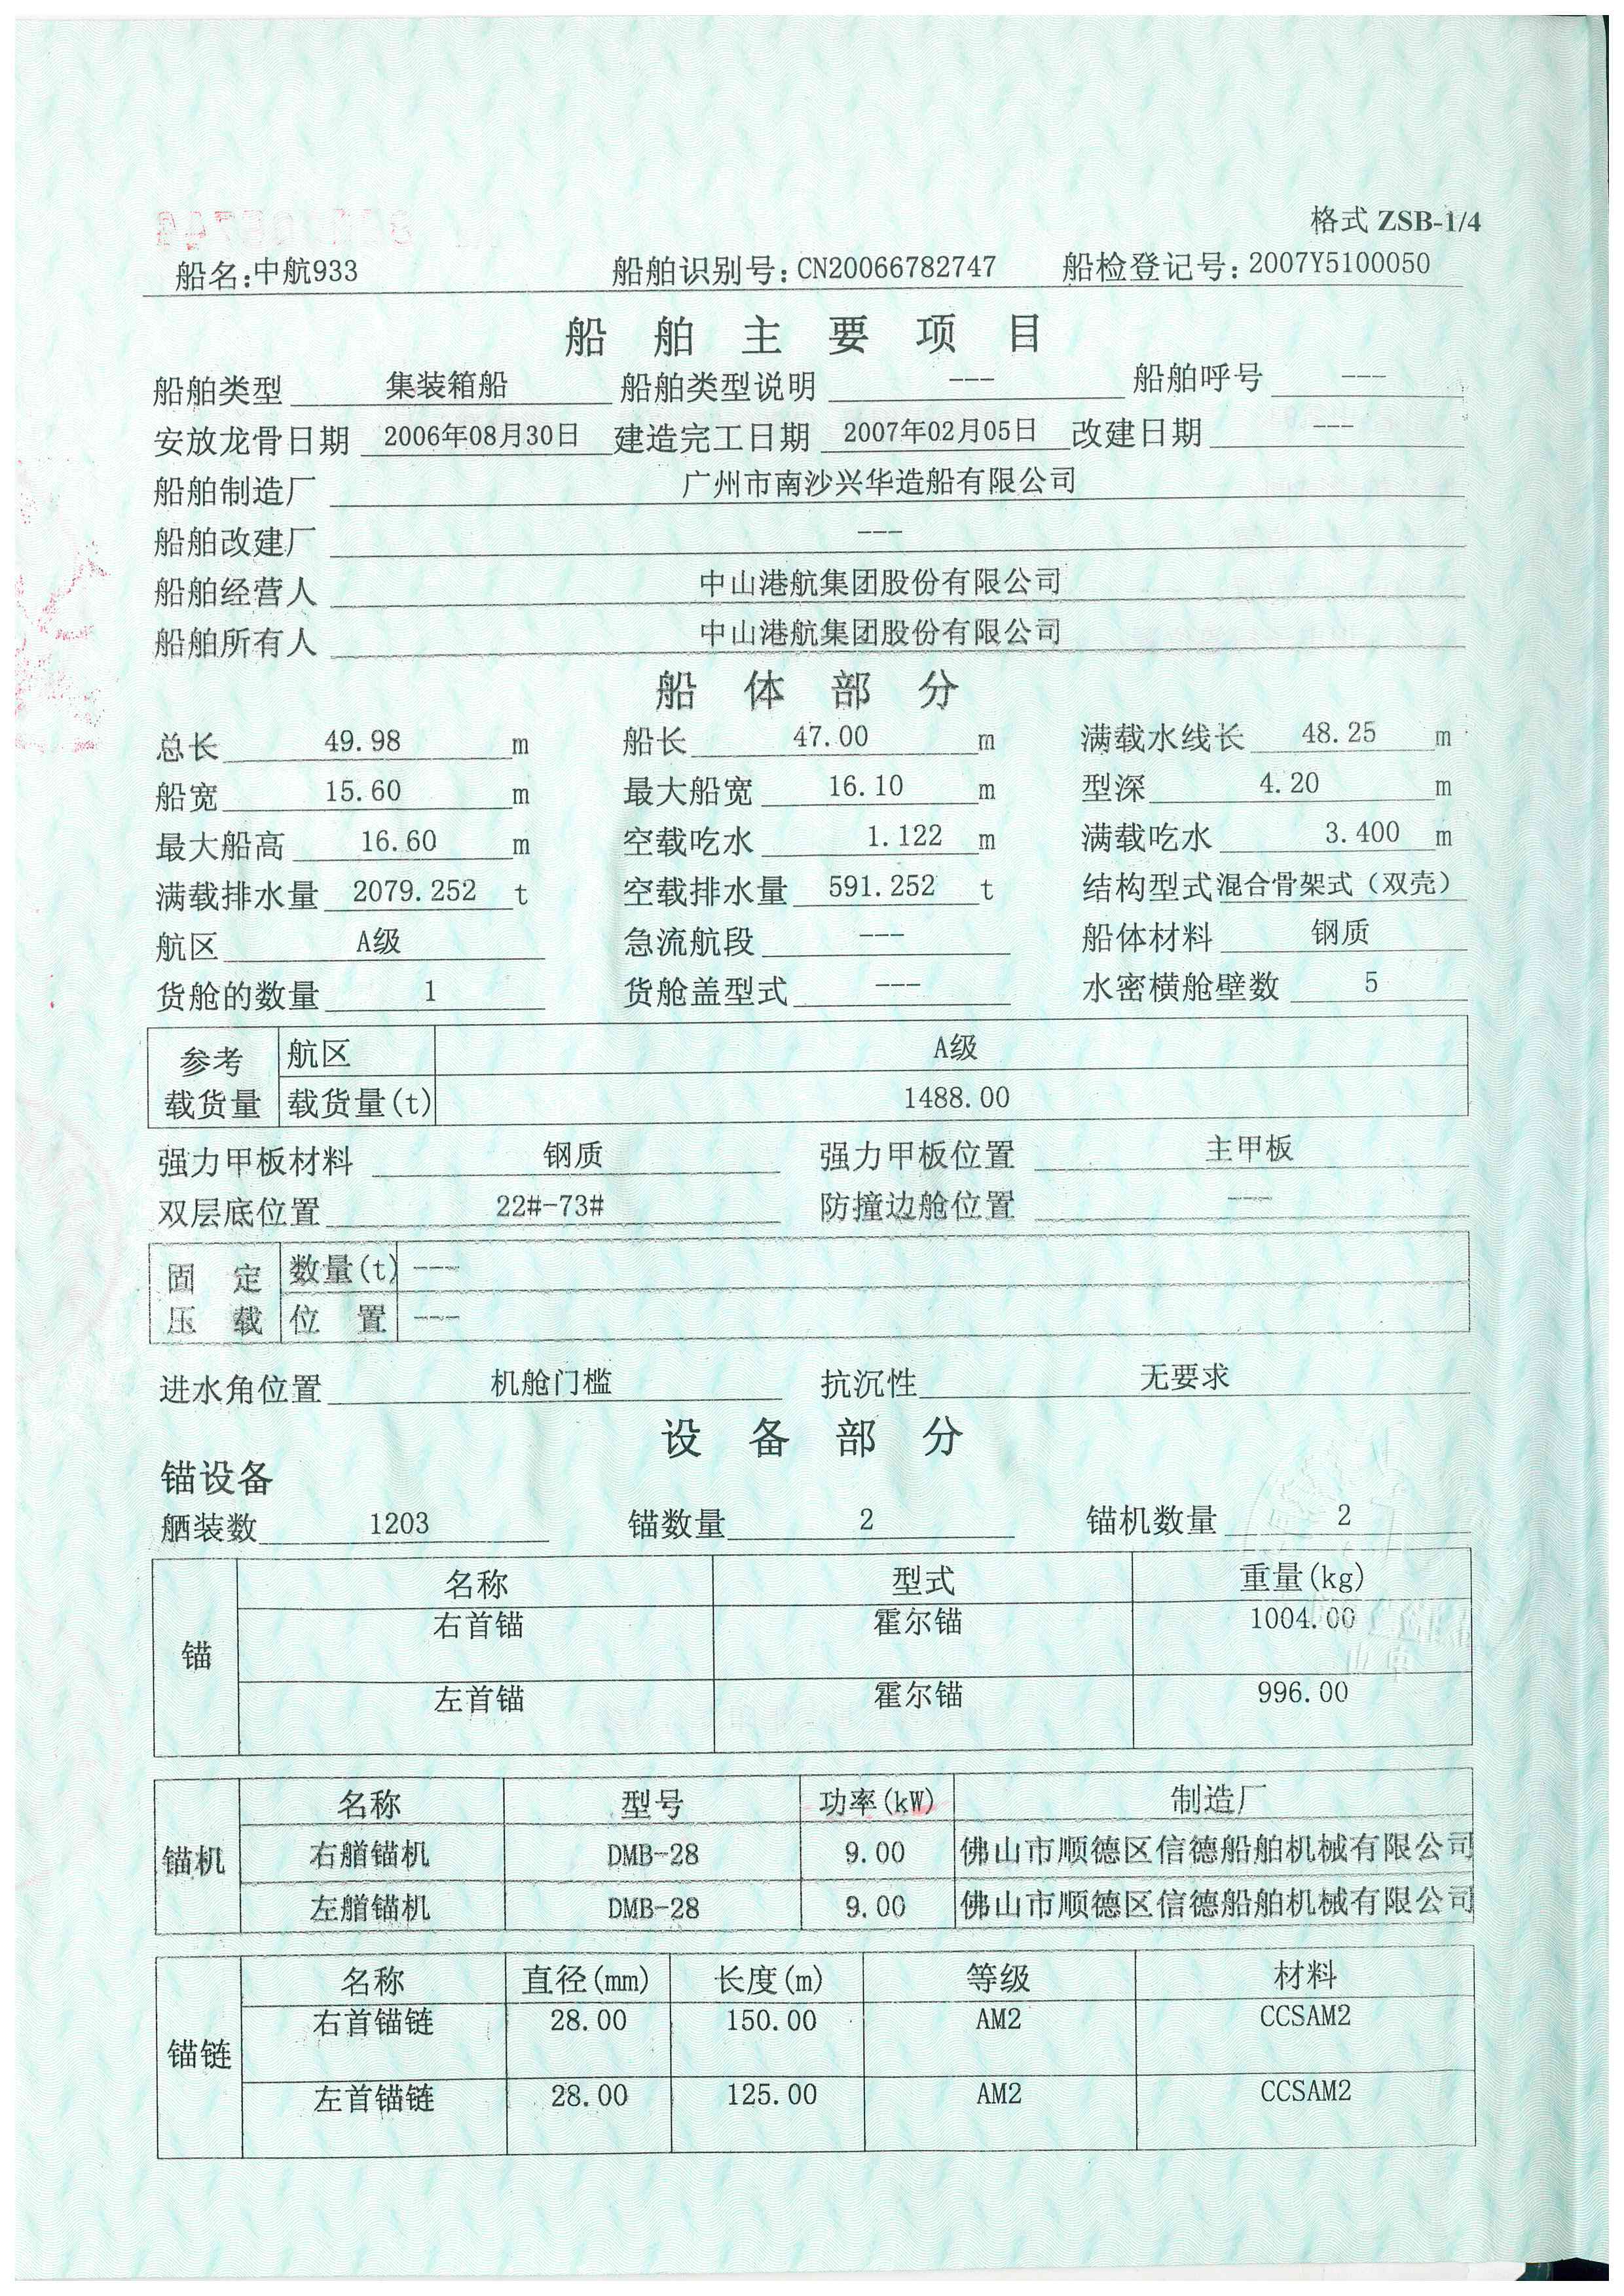 格式 ZSB-1/4
船名:中航933 船舶识别号:CN20066782747 船检登记号:2007Y5100050
船 舶 主 要 项 目
船舶类型 集装箱船 船舶类型说明 --- 船舶呼号 ---
安放龙骨日期 2006年08月30日 建造完工日期 2007年02月05日 改建日期 ---
船舶制造厂 广州市南沙兴华造船有限公司
船舶改建厂 ---
船舶经营人 中山港航集团股份有限公司
船舶所有人 中山港航集团股份有限公司
船 体 部 分
总长 49.98 m 船长 47.00 m 满载水线长 48.25 m
船宽 15.60 m 最大船宽 16.10 m 型深 4.20 m
最大船高 16.60 m 空载吃水 1.122 m 满载吃水 3.400 m
满载排水量 2079.252 t 空载排水量 591.252 t 结构型式 混合骨架式（双壳）
航区 A级 急流航段 --- 船体材料 钢质
货舱的数量 1 货舱盖型式 --- 水密横舱壁数 5
参考 航区 A级
载货量 载货量(t) 1488.00
强力甲板材料 钢质 强力甲板位置 主甲板
双层底位置 22#-73# 防撞边舱位置 ---
固 定 数量(t) ---
压 载 位 置 ---
进水角位置 机舱门槛 抗沉性 无要求
设 备 部 分
锚设备
舾装数 1203 锚数量 2 锚机数量 2
名称 型式 重量(kg)
右首锚 霍尔锚 1004.00
锚
左首锚 霍尔锚 996.00
名称 型号 功率(kW) 制造厂
右艏锚机 DMB-28 9.00 佛山市顺德区信德船舶机械有限公司
锚机
左艏锚机 DMB-28 9.00 佛山市顺德区信德船舶机械有限公司
名称 直径(mm) 长度(m) 等级 材料
右首锚链 28.00 150.00 AM2 CCSAM2
锚链
左首锚链 28.00 125.00 AM2 CCSAM2